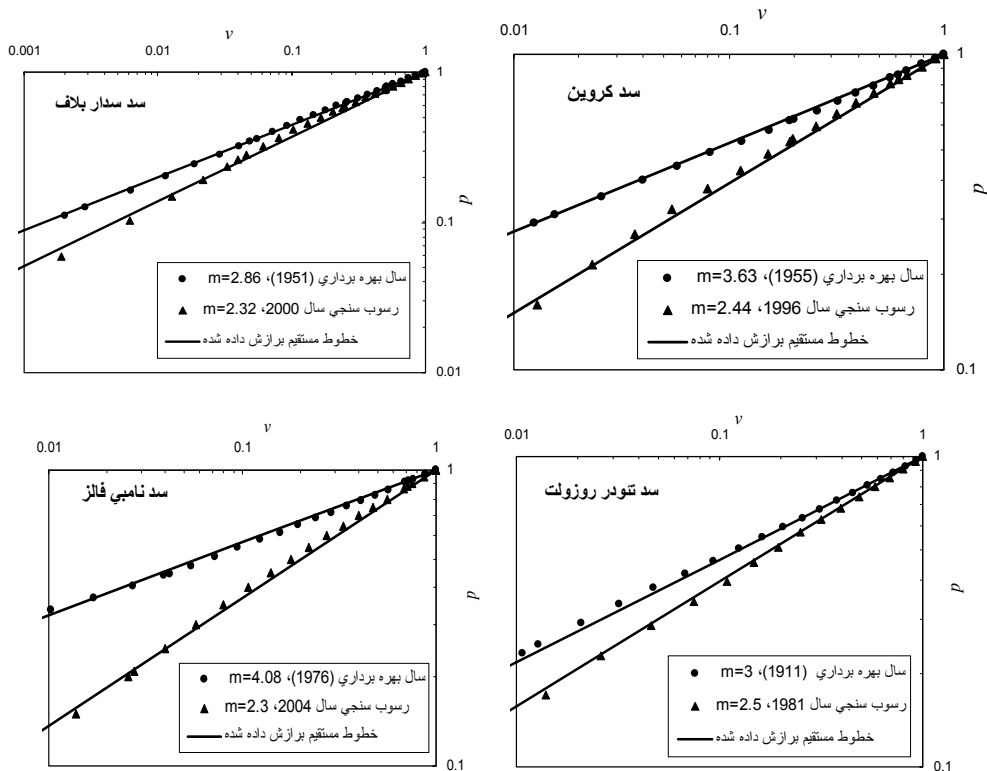 v
0.001 0.01 0.1 1
سد سدار بلاف
1
0.1
0.01
p
سال بهره برداري (1951)، m=2.86
رسوب سنجي سال 2000، m=2.32
خطوط مستقيم برازش داده شده
v
0.01 0.1 1
سد كروين
1
0.1
p
سال بهره برداري (1955)، m=3.63
رسوب سنجي سال 1996، m=2.44
خطوط مستقيم برازش داده شده
v
0.01 0.1 1
سد نامبي فالز
1
0.1
p
سال بهره برداري (1976)، m=4.08
رسوب سنجي سال 2004، m=2.3
خطوط مستقيم برازش داده شده
v
0.01 0.1 1
سد تئودر روزولت
1
0.1
p
سال بهره برداري (1911)، m=3
رسوب سنجي سال 1981، m=2.5
خطوط مستقيم برازش داده شده